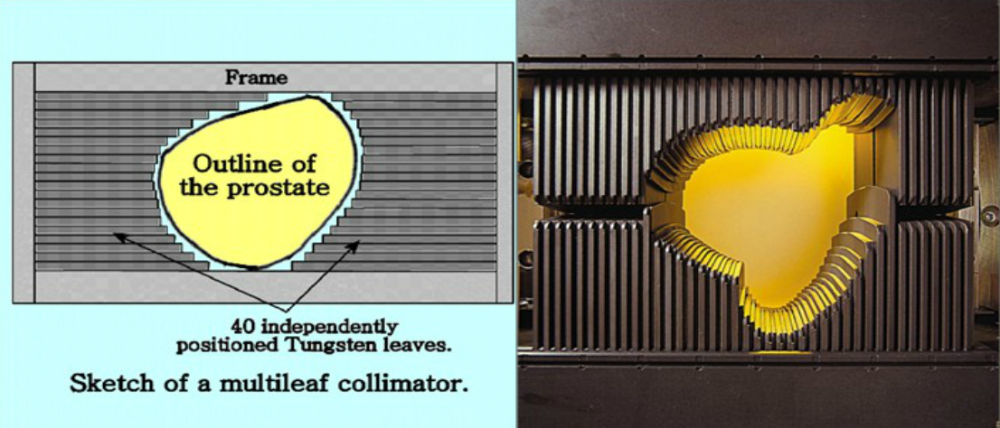 Frame
Outline of
the prostate
40 independently
positioned Tungsten leaves.
Sketch of a multileaf collimator.